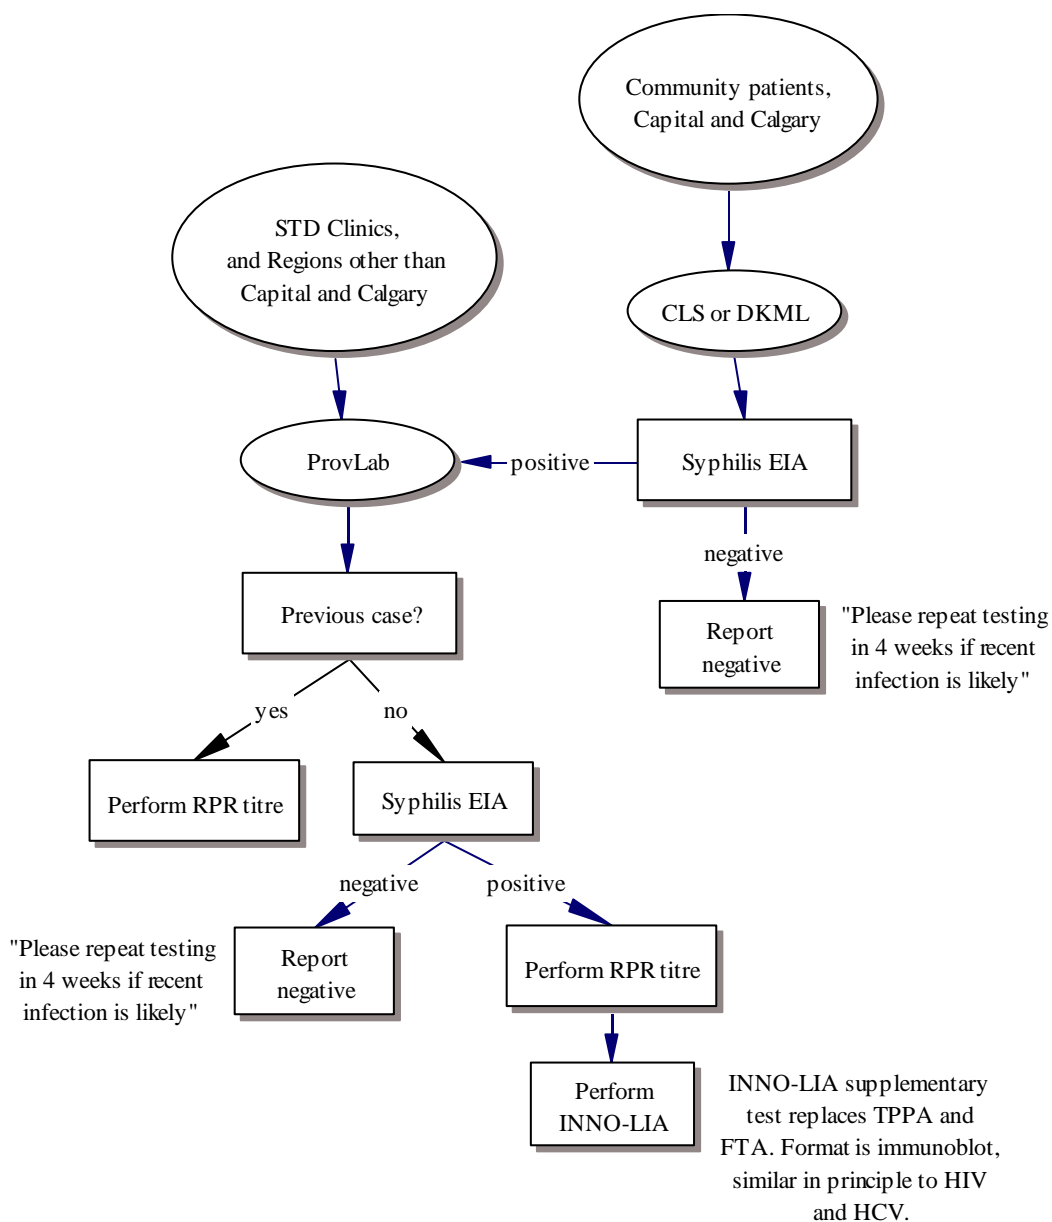 Community patients,
Capital and Calgary
STD Clinics,
and Regions other than
Capital and Calgary
CLS or DKML
ProvLab
positive
Syphilis EIA
negative
Previous case?
Report
negative
"Please repeat testing
in 4 weeks if recent
infection is likely"
yes
no
Perform RPR titre
Syphilis EIA
negative
positive
"Please repeat testing
in 4 weeks if recent
infection is likely"
Report
negative
Perform RPR titre
Perform
INNO-LIA
INNO-LIA supplementary
test replaces TPPA and
FTA. Format is immunoblot,
similar in principle to HIV
and HCV.